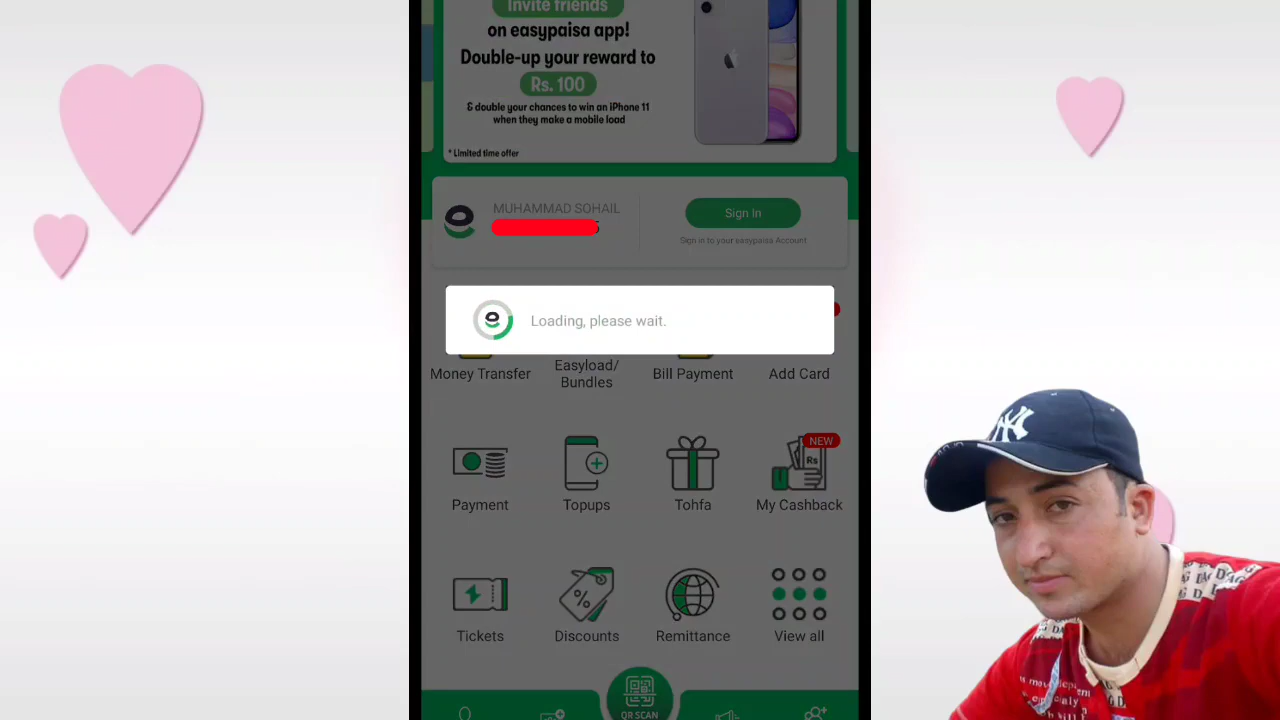 Invite friends
on easypaisa app!
Double-up your reward to
Rs. 100
& double your chances to win an iPhone 11
when they make a mobile load
* Limited time offer
MUHAMMAD SOHAIL
Sign In
Sign in to your easypaisa Account
Loading, please wait.
Money Transfer
Easyload/
Bundles
Bill Payment
Add Card
NEW
Rs
Payment
Topups
Tohfa
My Cashback
Tickets
Discounts
Remittance
View all
QR SCAN
NY